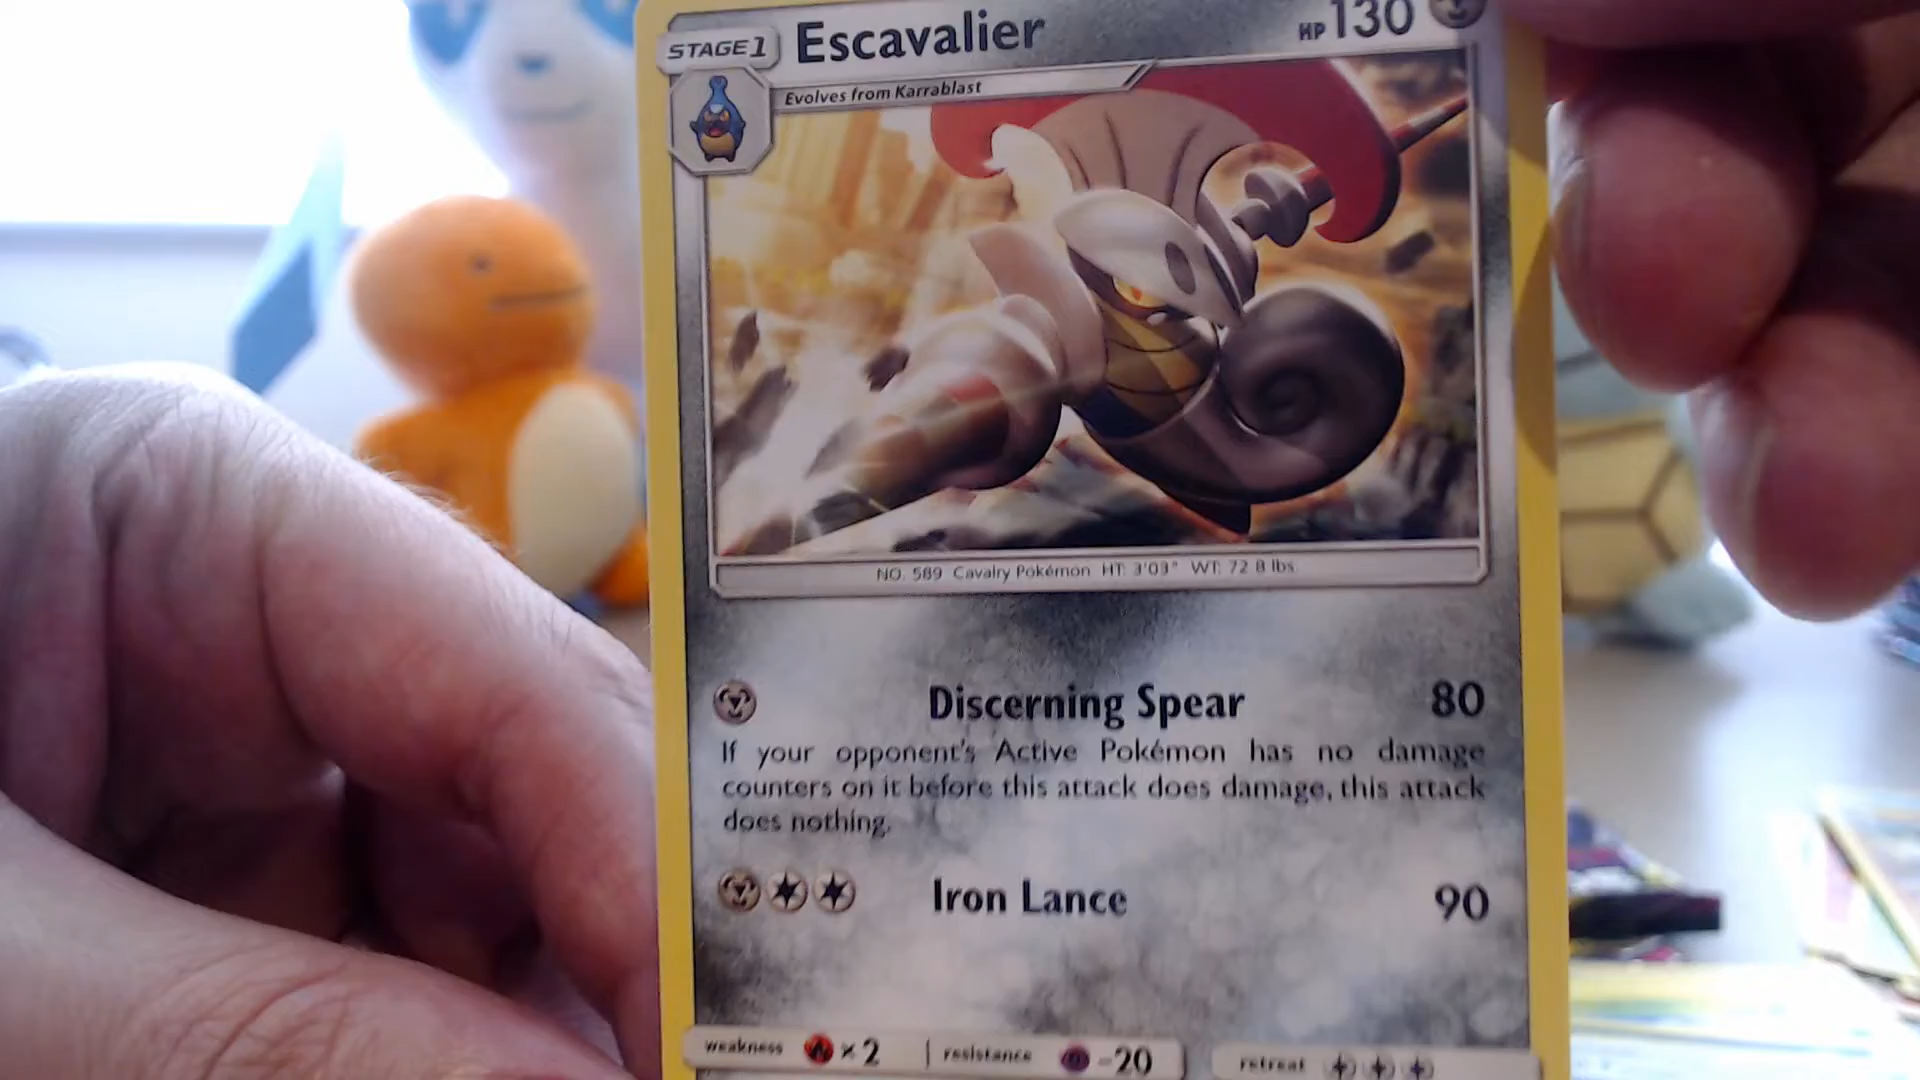 STAGE 1 Escavalier HP 130
Evolves from Karrablast
NO. 589 Cavalry Pokémon HT: 3'03" WT: 72.8 lbs.
Discerning Spear 80
If your opponent's Active Pokémon has no damage
counters on it before this attack does damage, this attack
does nothing.
Iron Lance 90
weakness ×2 resistance -20 retreat